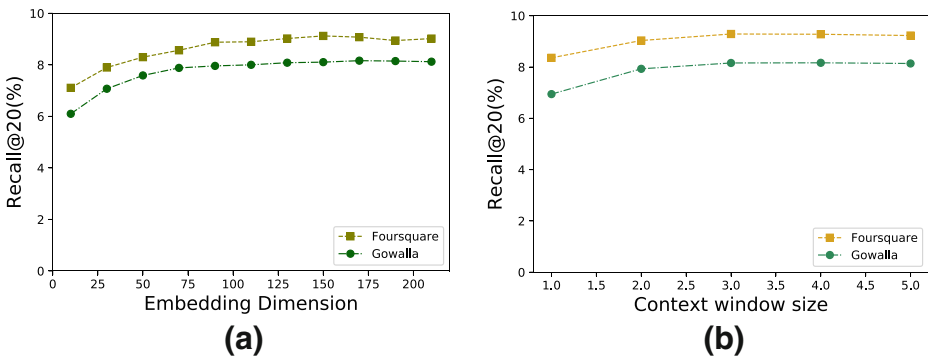 10
8
6
4
2
0
Recall@20(%)
Foursquare
Gowalla
0 25 50 75 100 125 150 175 200
Embedding Dimension
(a)
10
8
6
4
2
0
Recall@20(%)
Foursquare
Gowalla
1.0 1.5 2.0 2.5 3.0 3.5 4.0 4.5 5.0
Context window size
(b)